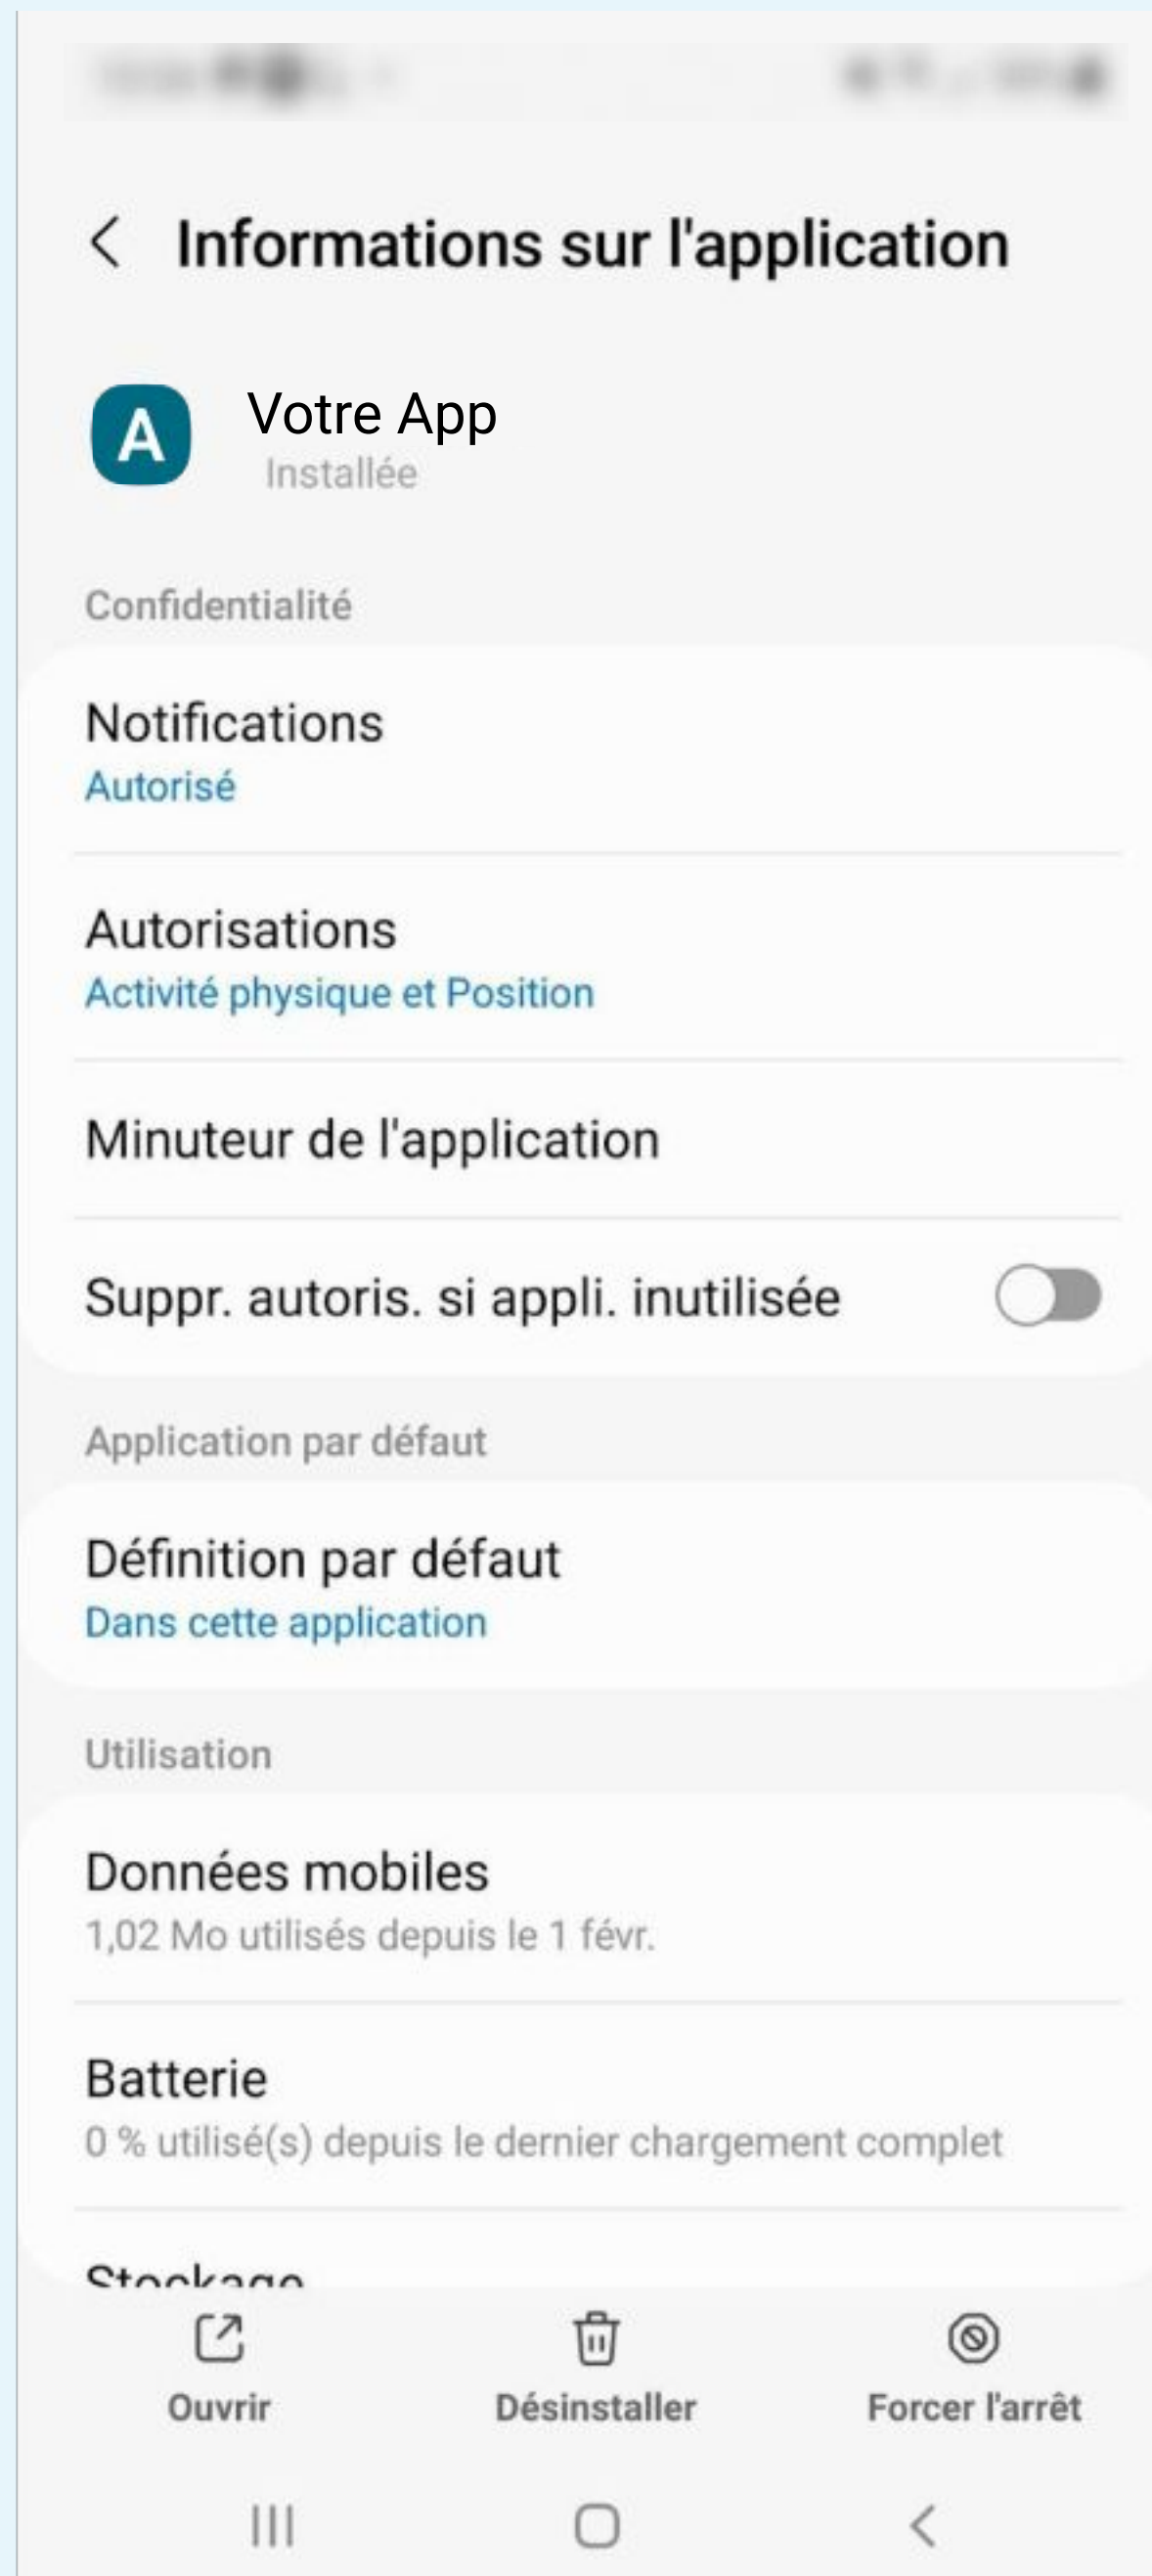 Informations sur l'application
A
Votre App
Installée
Confidentialité
Notifications
Autorisé
Autorisations
Activité physique et Position
Minuteur de l'application
Suppr. autoris. si appli. inutilisée
Application par défaut
Définition par défaut
Dans cette application
Utilisation
Données mobiles
1,02 Mo utilisés depuis le 1 févr.
Batterie
0 % utilisé(s) depuis le dernier chargement complet
Stockage
Ouvrir
Désinstaller
Forcer l'arrêt